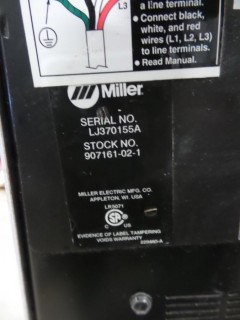 L3
a line terminal.
• Connect black,
white, and red
wires (L1, L2, L3)
to line terminals.
• Read Manual.
Miller
SERIAL NO.
LJ370155A
STOCK NO.
907161-02-1
MILLER ELECTRIC MFG. CO.
APPLETON, WI. USA
LR5071
EVIDENCE OF LABEL TAMPERING
VOIDS WARRANTY